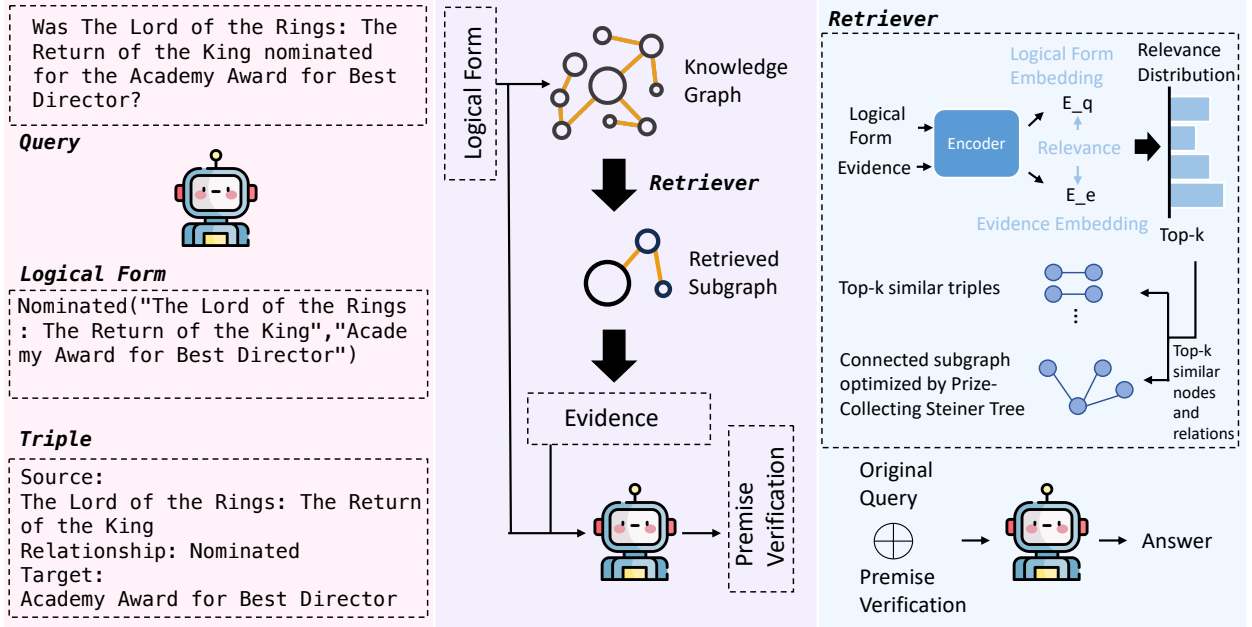 Was The Lord of the Rings: The
Return of the King nominated
for the Academy Award for Best
Director?
Query
Logical Form
Nominated("The Lord of the Rings
: The Return of the King","Acade
my Award for Best Director")
Triple
Source:
The Lord of the Rings: The Return
of the King
Relationship: Nominated
Target:
Academy Award for Best Director
Logical Form
Knowledge
Graph
Retriever
Retrieved
Subgraph
Evidence
Premise
Verification
Retriever
Logical Form
Embedding
Relevance
Distribution
Logical
Form
Evidence
Encoder
E_q
Relevance
E_e
Evidence Embedding
Top-k
Top-k similar triples
...
Connected subgraph
optimized by Prize-
Collecting Steiner Tree
Top-k
similar
nodes
and
relations
Original
Query
Premise
Verification
Answer